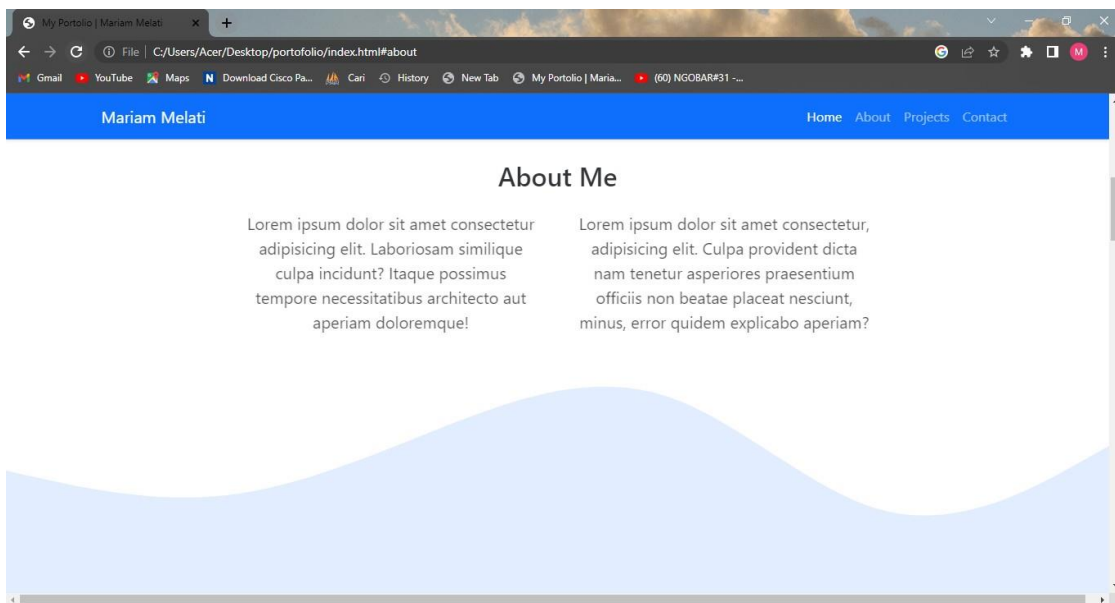 My Portolio | Mariam Melati
File | C:/Users/Acer/Desktop/portofolio/index.html#about
Gmail YouTube Maps N Download Cisco Pa... Cari History New Tab My Portolio | Maria... (60) NGOBAR#31 -...
M
Mariam Melati
Home About Projects Contact
About Me
Lorem ipsum dolor sit amet consectetur
adipisicing elit. Laboriosam similique
culpa incidunt? Itaque possimus
tempore necessitatibus architecto aut
aperiam doloremque!
Lorem ipsum dolor sit amet consectetur,
adipisicing elit. Culpa provident dicta
nam tenetur asperiores praesentium
officiis non beatae placeat nesciunt,
minus, error quidem explicabo aperiam?